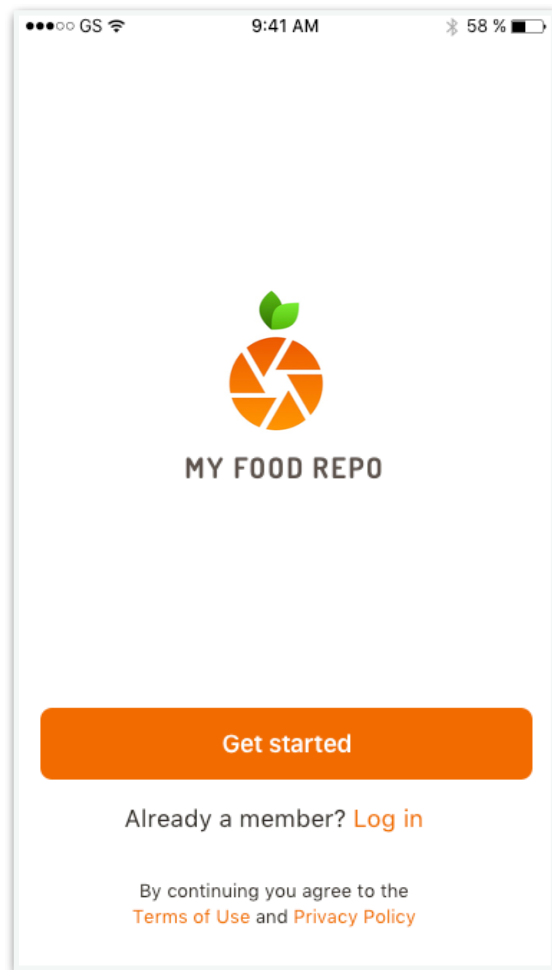 GS 9:41 AM 58 %
MY FOOD REPO
Get started
Already a member? Log in
By continuing you agree to the
Terms of Use and Privacy Policy